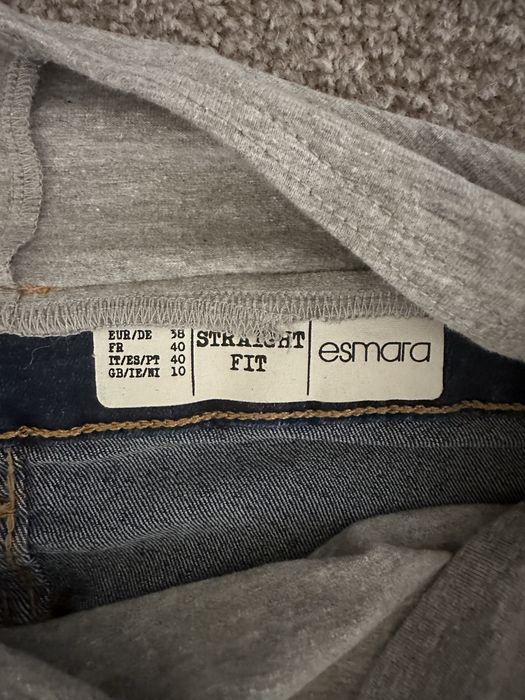 EUR/DE 38
FR 40
IT/ES/PT 40
GB/IE/NI 10
STRAIGHT
FIT
esmara